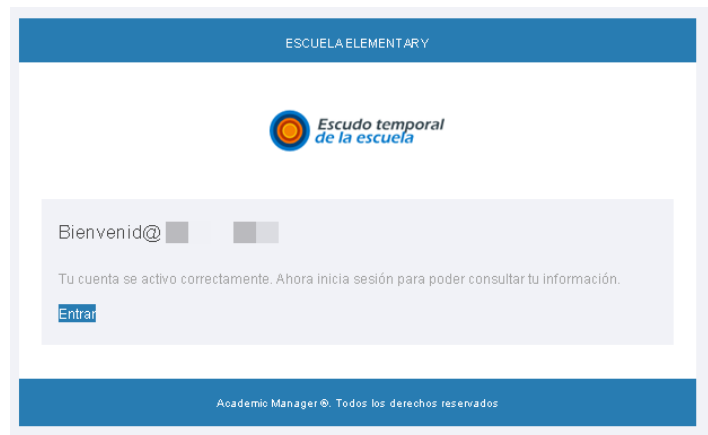 ESCUELA ELEMENTARY
Escudo temporal
de la escuela
Bienvenid@
Tu cuenta se activo correctamente. Ahora inicia sesión para poder consultar tu información.
Entrar
Academic Manager ®. Todos los derechos reservados